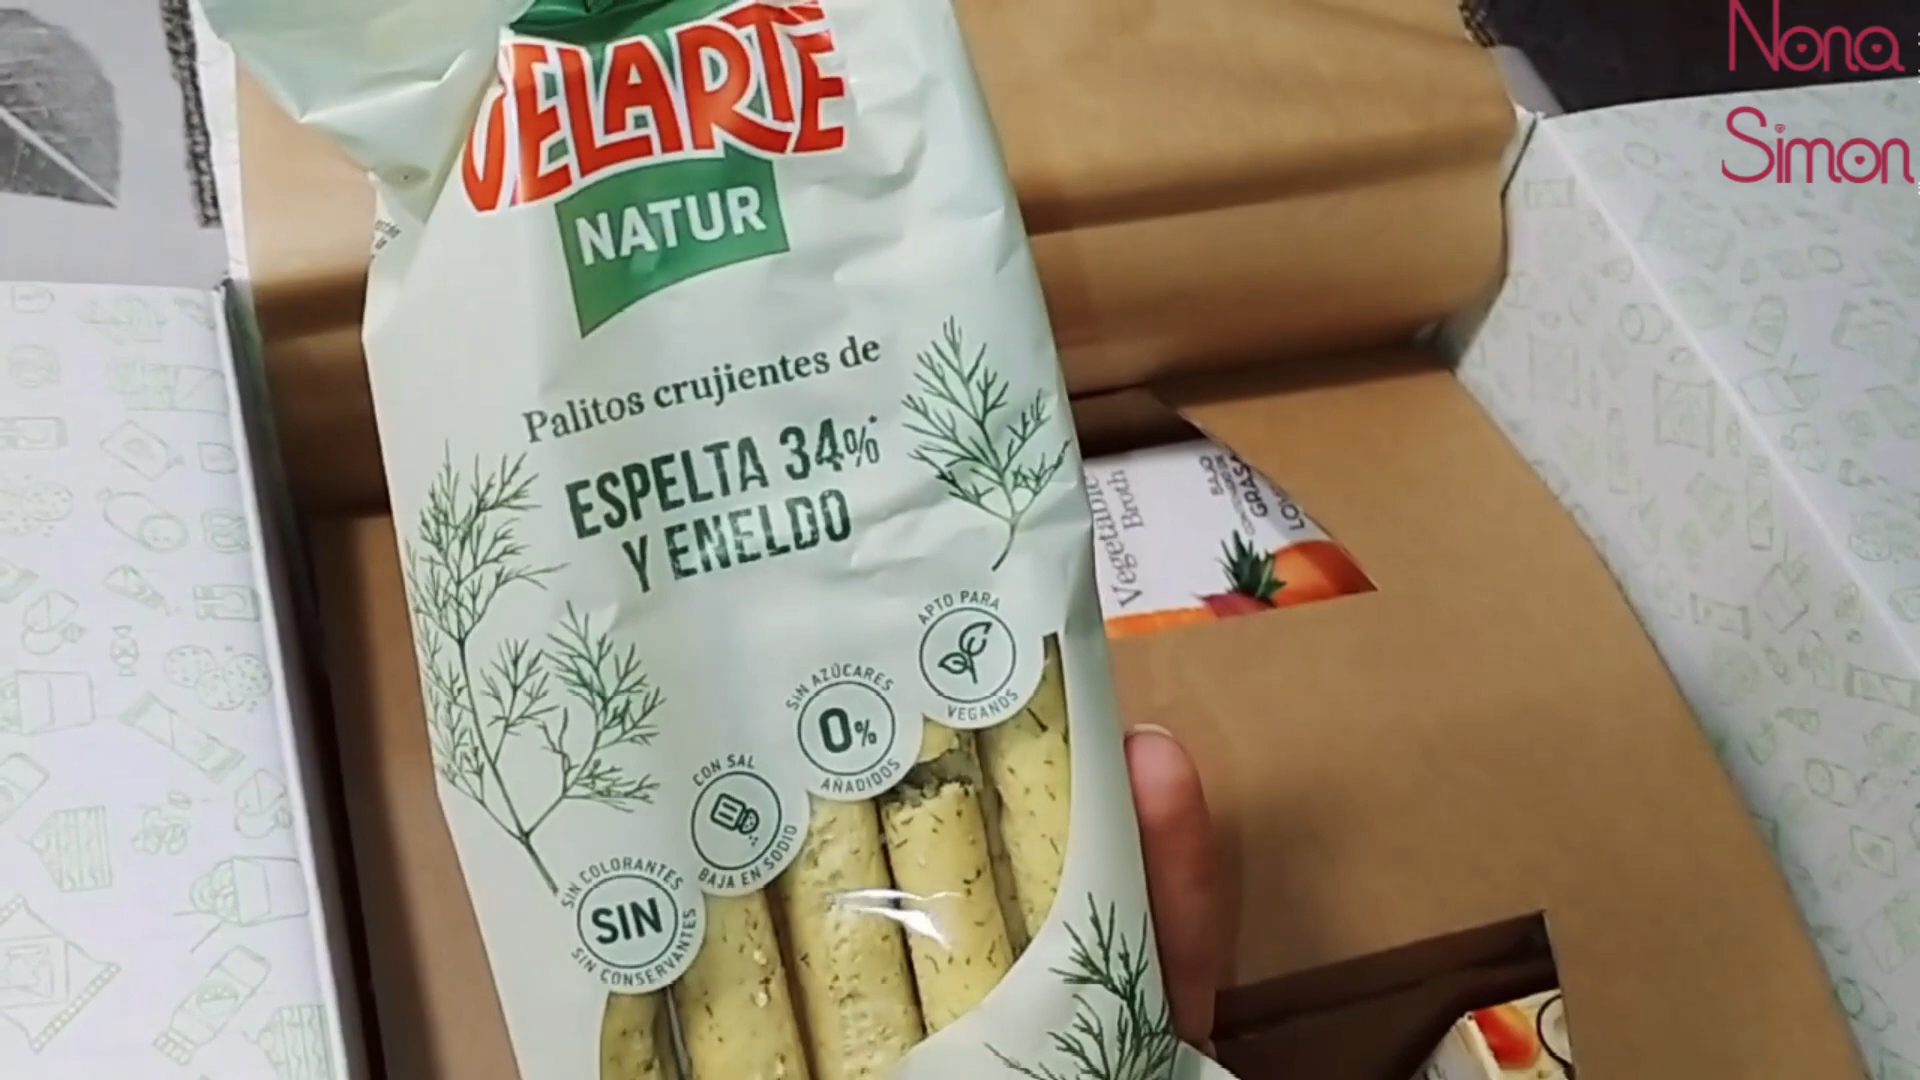 Nona
Simon
VELARTE
NATUR
Palitos crujientes de
ESPELTA 34%*
Y ENELDO
APTO PARA
VEGANOS
SIN AZÚCARES
0%
AÑADIDOS
CON SAL
BAJA EN SODIO
SIN COLORANTES
SIN
SIN CONSERVANTES
Vegetable
Broth
BAJO
GRASA